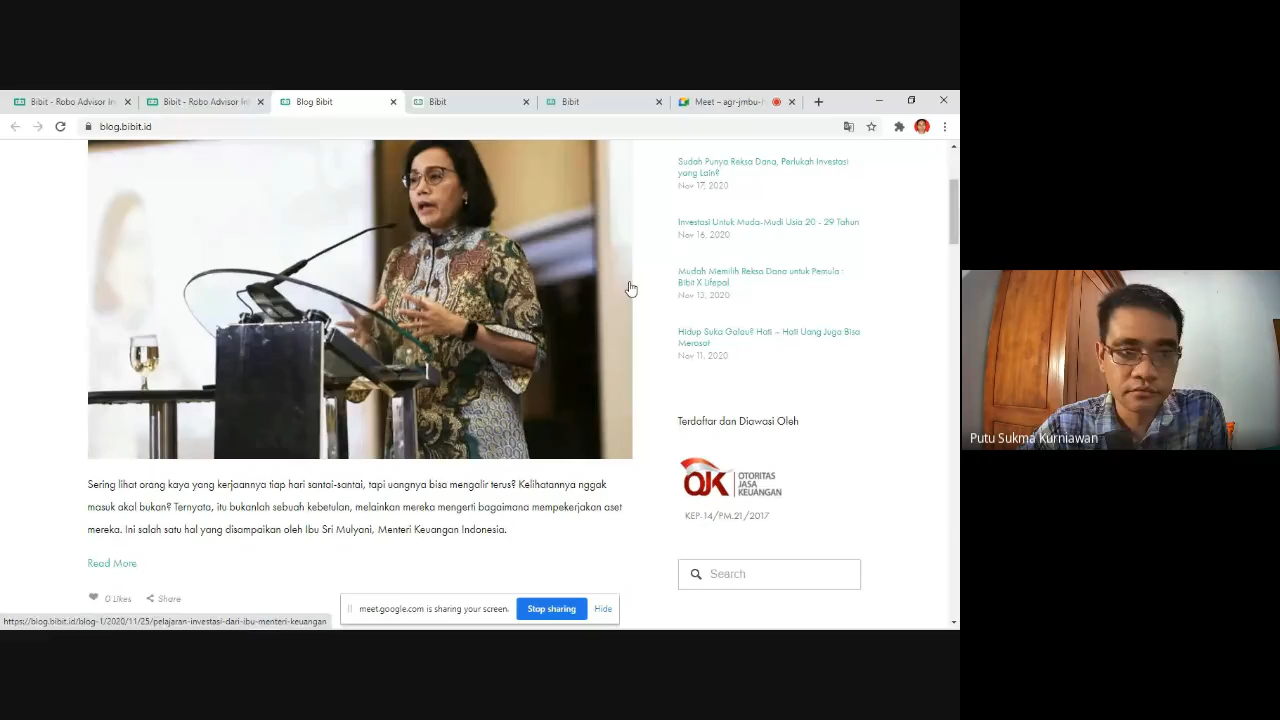 Bibit - Robo Advisor In
Bibit - Robo Advisor In
Blog Bibit
Bibit
Bibit
Meet – agr-jmbu-
blog.bibit.id
Sering lihat orang kaya yang kerjaannya tiap hari santai-santai, tapi uangnya bisa mengalir terus? Kelihatannya nggak
masuk akal bukan? Ternyata, itu bukanlah sebuah kebetulan, melainkan mereka mengerti bagaimana mempekerjakan aset
mereka. Ini salah satu hal yang disampaikan oleh Ibu Sri Mulyani, Menteri Keuangan Indonesia.
Read More
0 Likes
Share
Sudah Punya Reksa Dana, Perlukah Investasi
yang Lain?
Nov 17, 2020
Investasi Untuk Muda-Mudi Usia 20 - 29 Tahun
Nov 16, 2020
Mudah Memilih Reksa Dana untuk Pemula :
Bibit X Lifepal
Nov 13, 2020
Hidup Suka Galau? Hati – Hati Uang Juga Bisa
Merosot
Nov 11, 2020
Terdaftar dan Diawasi Oleh
OJK
OTORITAS
JASA
KEUANGAN
KEP-14/PM.21/2017
Search
meet.google.com is sharing your screen.
Stop sharing
Hide
https://blog.bibit.id/blog-1/2020/11/25/pelajaran-investasi-dari-ibu-menteri-keuangan
Putu Sukma Kurniawan